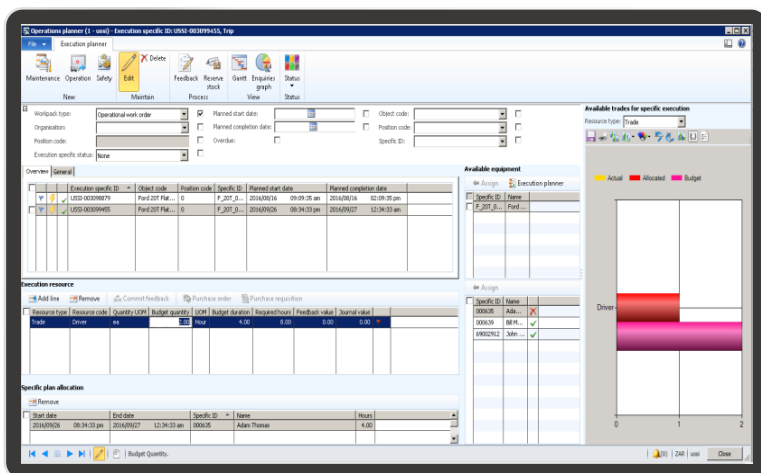 Operations planner (1 - ussi) - Execution specific ID: USSI-003099455, Trip
File Execution planner
Maintenance Operation Safety Edit Delete Feedback Reserve stock Gantt Enquiries graph Status
New Maintain Process View Status
Workpack type: Operational work order Planned start date: Object code:
Organisation: Planned completion date: Position code:
Position code: Overdue: Specific ID:
Execution specific status: None
Available trades for specific execution
Resource type: Trade
Actual Allocated Budget
Driver
0 1 2
Overview General
Execution specific ID Object code Position code Specific ID Planned start date Planned completion date
USSI-003098879 Ford 20T Flat... 0 F_20T_0... 2016/08/16 09:09:35 am 2016/08/16 02:09:35 pm
USSI-003099455 Ford 20T Flat... 0 F_20T_0... 2016/09/26 08:34:33 pm 2016/09/27 12:34:33 am
Available equipment
Assign Execution planner
Specific ID Name
F_20T_0... Ford ...
Execution resource
Add line Remove Commit feedback Purchase order Purchase requisition
Resource type Resource code Quantity UOM Budget quantity UOM Budget duration Required hours Feedback value Journal value
Trade Driver ea 2.00 Hour 4.00 8.00 0.00 0.00
Assign
Specific ID Name
000635 Ada...
000639 Bill M...
69002912 John ...
Specific plan allocation
Remove
Start date End date Specific ID Name Hours
2016/09/26 08:34:33 pm 2016/09/27 12:34:33 am 000635 Adam Thomas 4.00
Budget Quantity.
(0) ZAR ussi Close